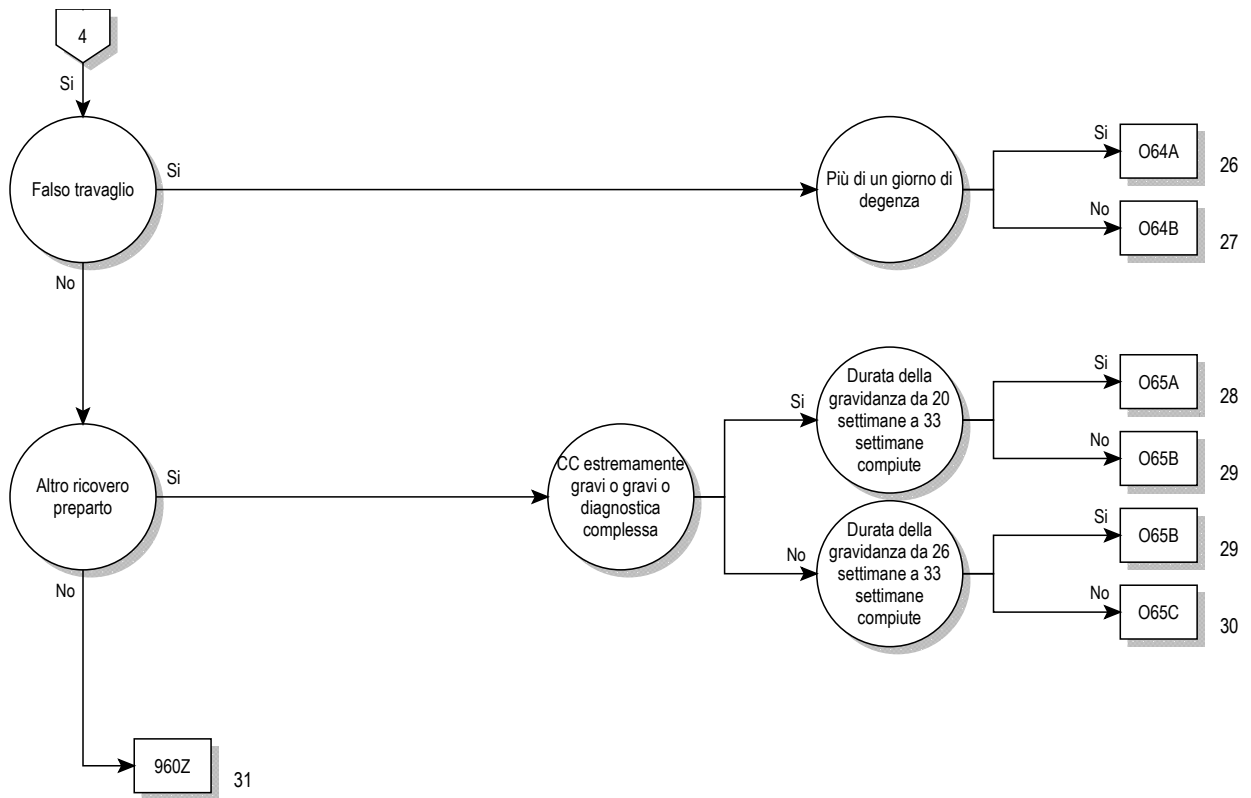 4
Si
Falso travaglio
Si
Più di un giorno di
degenza
Si
O64A
26
No
O64B
27
No
Altro ricovero
preparto
Si
CC estremamente
gravi o gravi o
diagnostica
complessa
Si
Durata della
gravidanza da 20
settimane a 33
settimane
compiute
Si
O65A
28
No
O65B
29
No
Durata della
gravidanza da 26
settimane a 33
settimane
compiute
Si
O65B
29
No
O65C
30
No
960Z
31